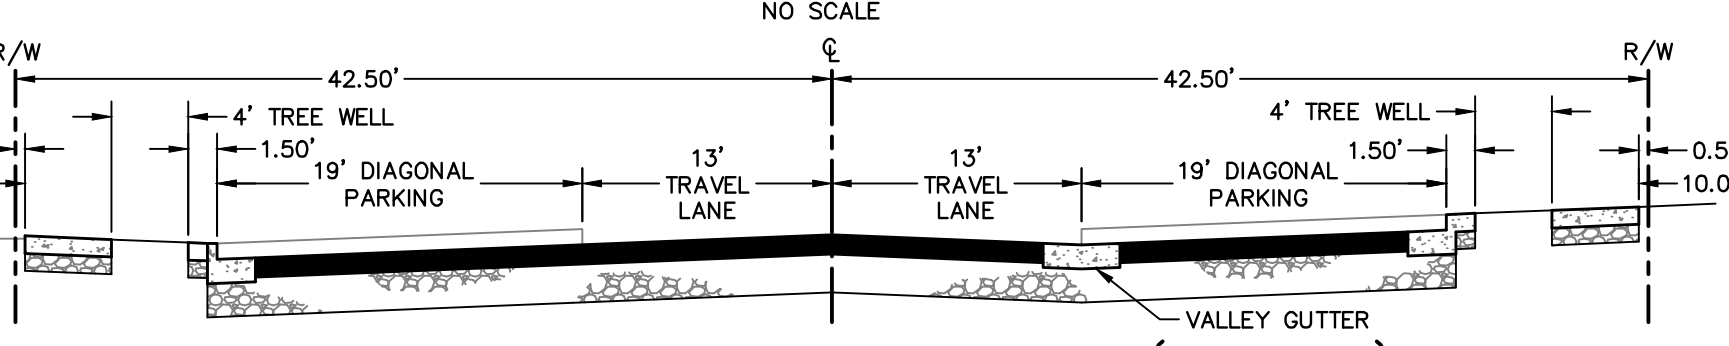 NO SCALE
R/W
℄
R/W
42.50'
42.50'
4' TREE WELL
4' TREE WELL
1.50'
19' DIAGONAL
PARKING
13'
TRAVEL
LANE
13'
TRAVEL
LANE
19' DIAGONAL
PARKING
1.50'
0.5
10.0
VALLEY GUTTER